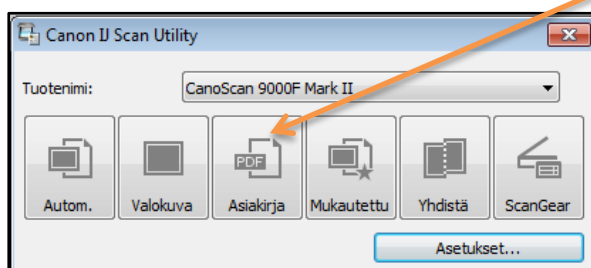 Canon IJ Scan Utility
Tuotenimi: CanoScan 9000F Mark II
PDF
Autom. Valokuva Asiakirja Mukautettu Yhdistä ScanGear
Asetukset...